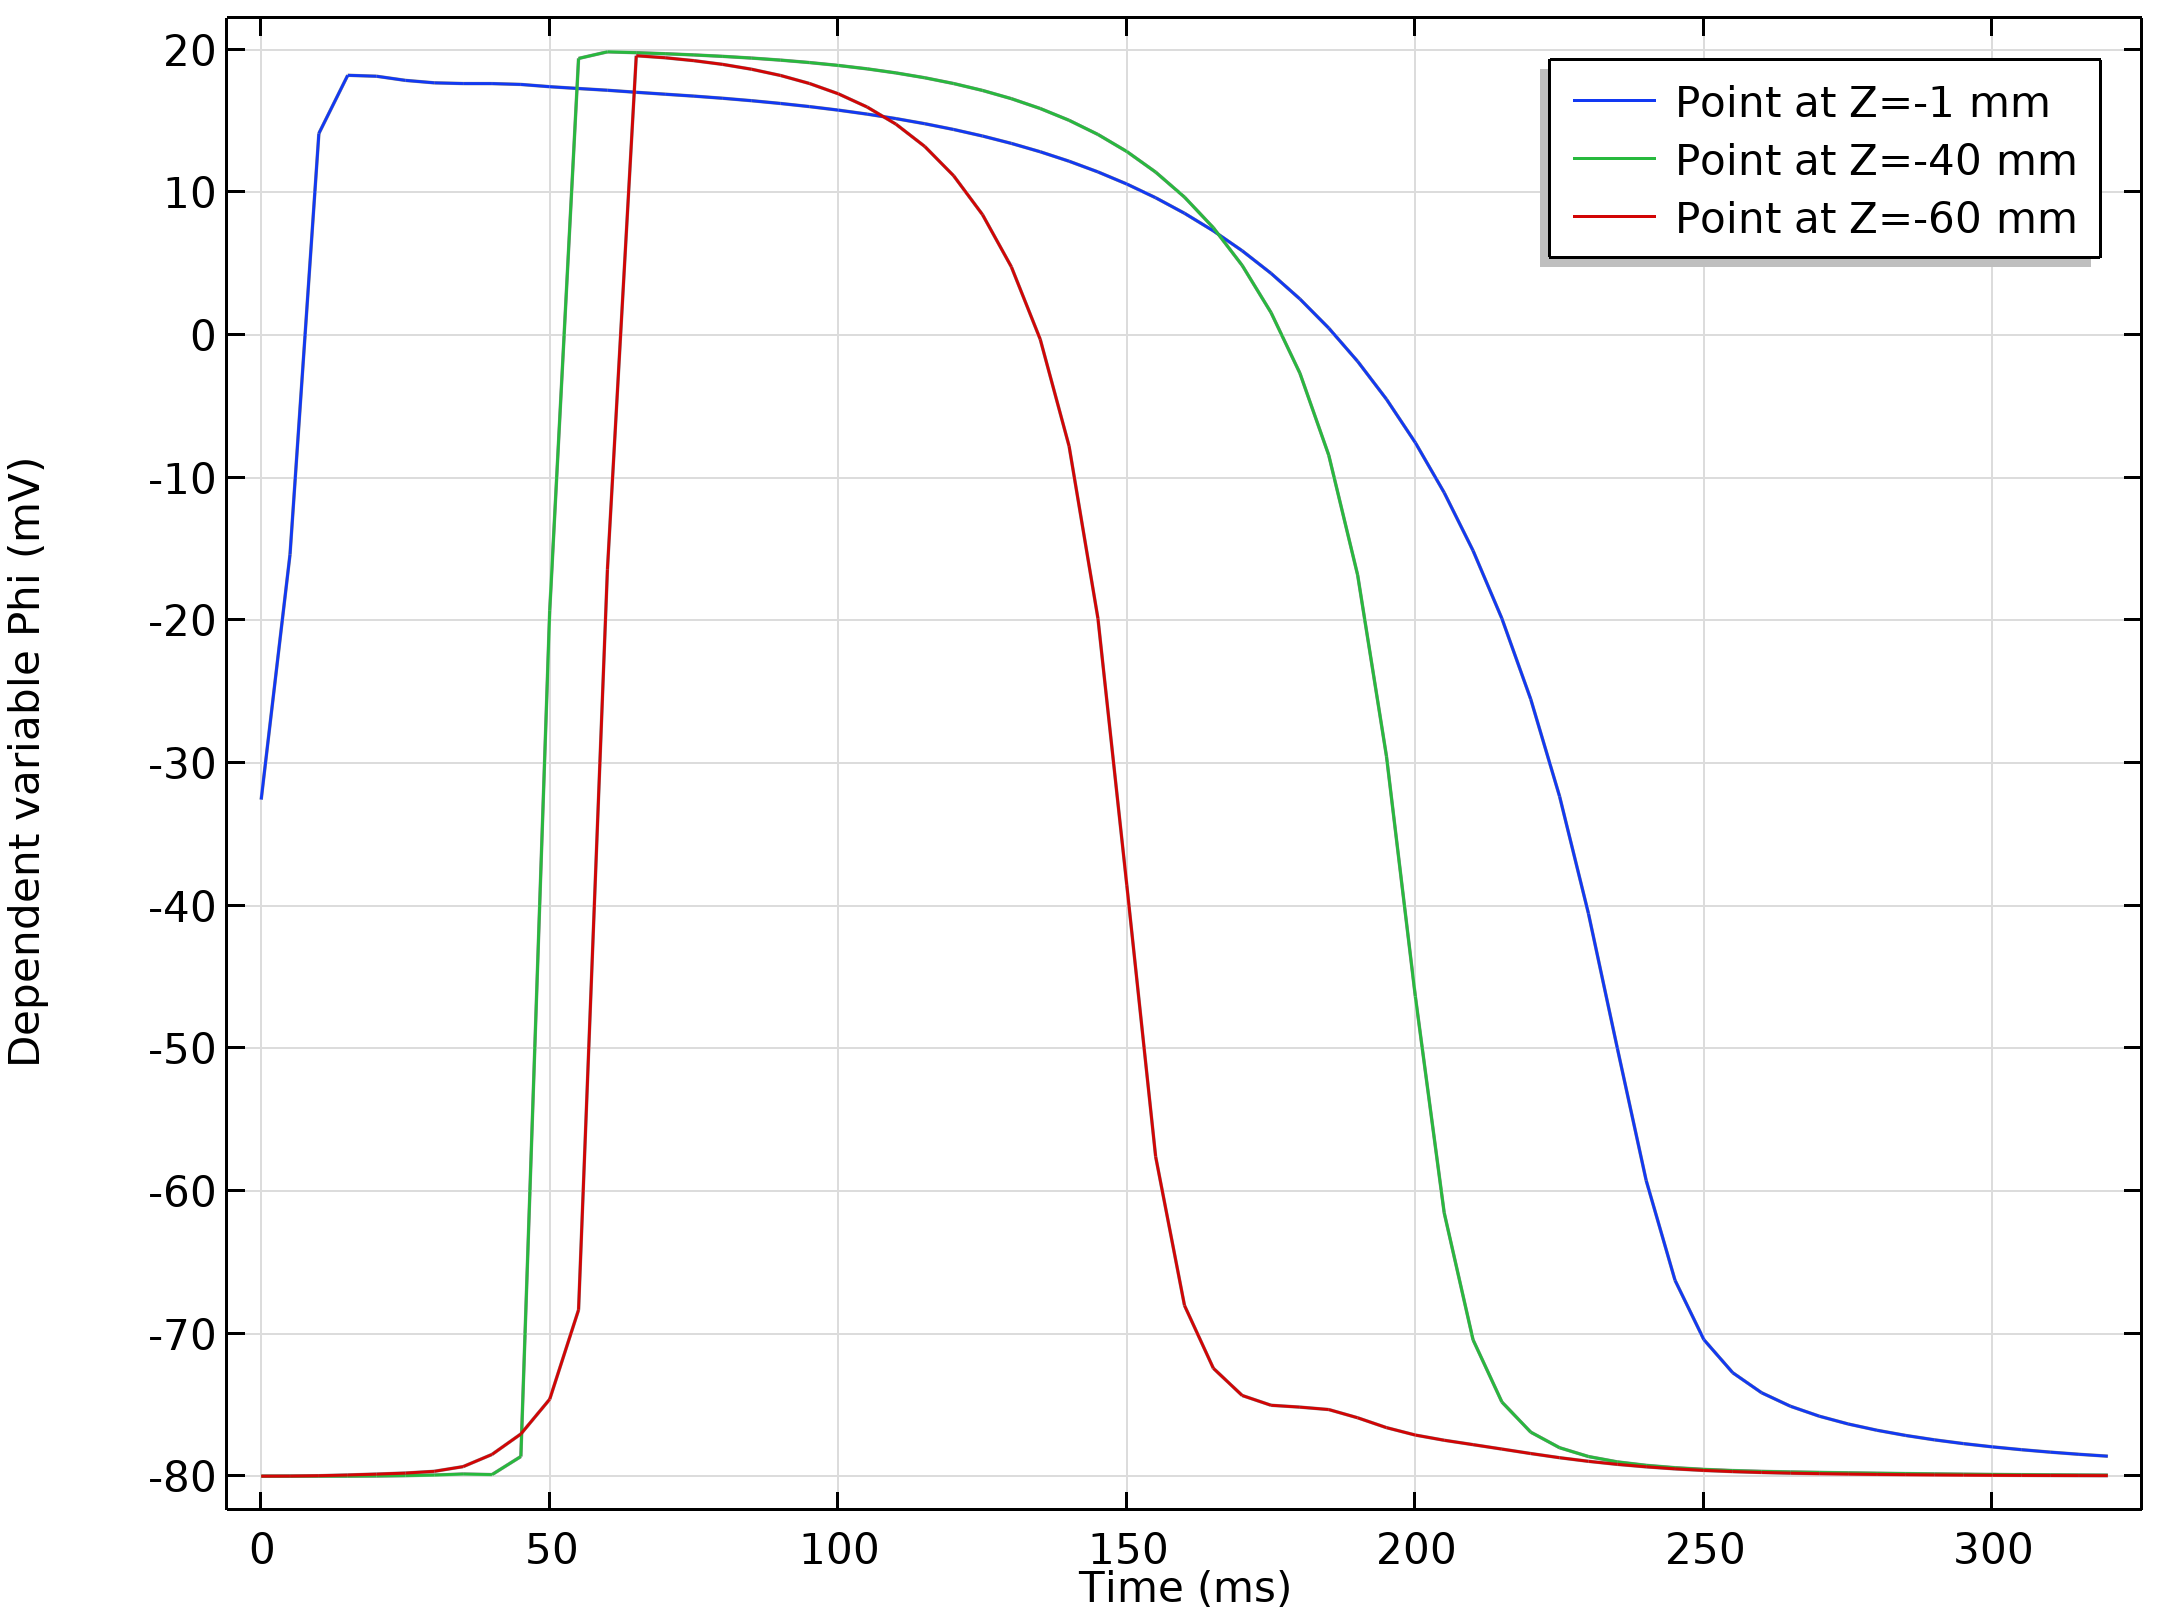 Dependent variable Phi (mV)
20
10
0
-10
-20
-30
-40
-50
-60
-70
-80
Point at Z=-1 mm
Point at Z=-40 mm
Point at Z=-60 mm
0 50 100 150 200 250 300
Time (ms)